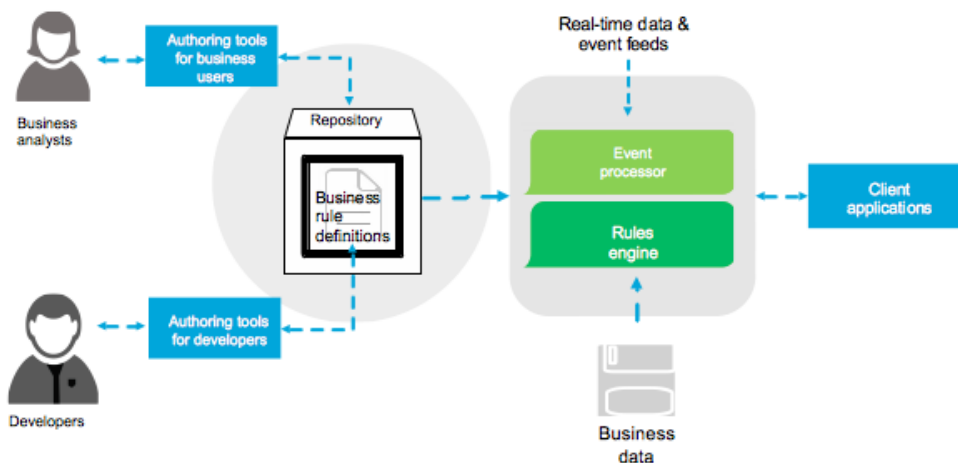 Real-time data &
event feeds
Authoring tools
for business
users
Business
analysts
Repository
Business
rule
definitions
Event
processor
Rules
engine
Client
applications
Authoring tools
for developers
Developers
Business
data